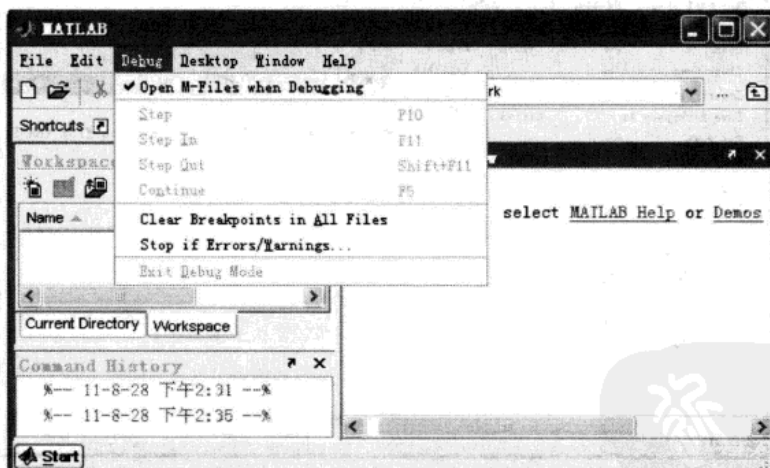 MATLAB
File Edit Debug Desktop Window Help
✔ Open M-Files when Debugging
rk
...
Step F10
Shortcuts
Step In F11
Step Out Shift+F11
Workspac
Continue F5
Name
Clear Breakpoints in All Files
select MATLAB Help or Demos
Stop if Errors/Warnings...
Exit Debug Mode
Current Directory Workspace
Command History
%-- 11-8-28 下午2:31 --%
%-- 11-8-28 下午2:35 --%
Start